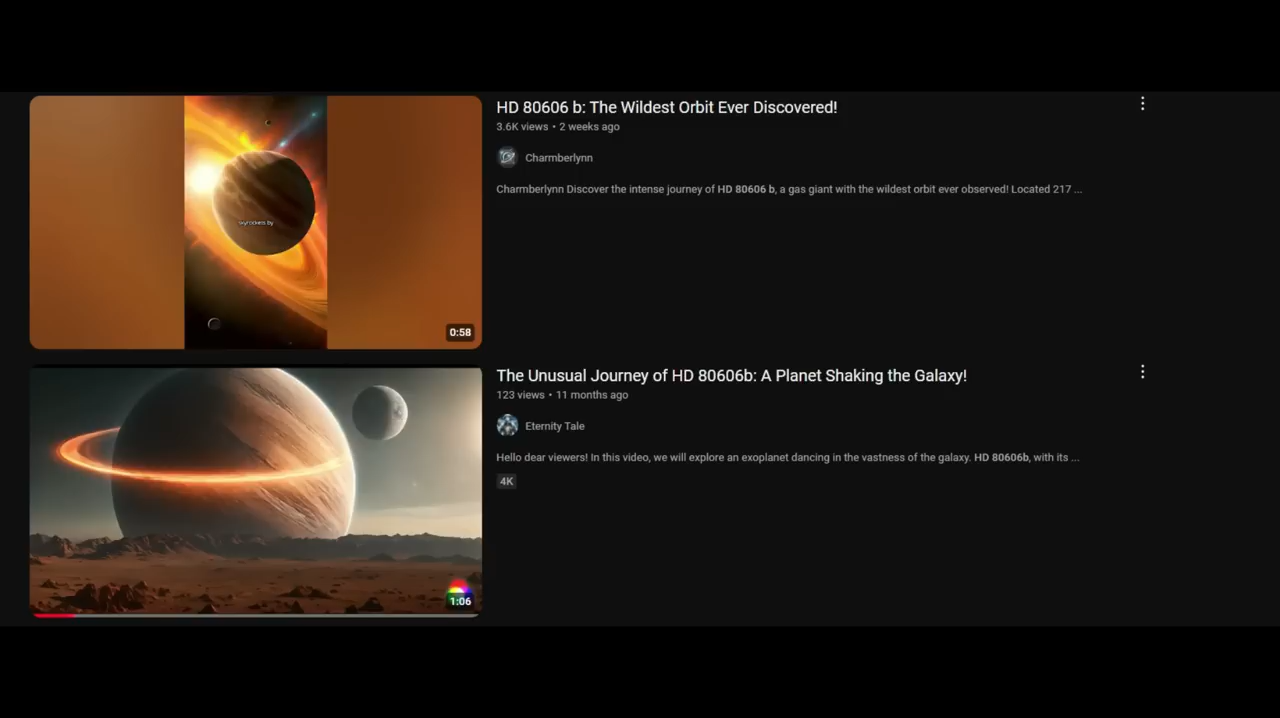 HD 80606 b: The Wildest Orbit Ever Discovered!
3.6K views • 2 weeks ago
Charmberlynn
Charmberlynn Discover the intense journey of HD 80606 b, a gas giant with the wildest orbit ever observed! Located 217 ...
skyrockets by
0:58
The Unusual Journey of HD 80606b: A Planet Shaking the Galaxy!
123 views • 11 months ago
Eternity Tale
Hello dear viewers! In this video, we will explore an exoplanet dancing in the vastness of the galaxy. HD 80606b, with its ...
4K
1:06